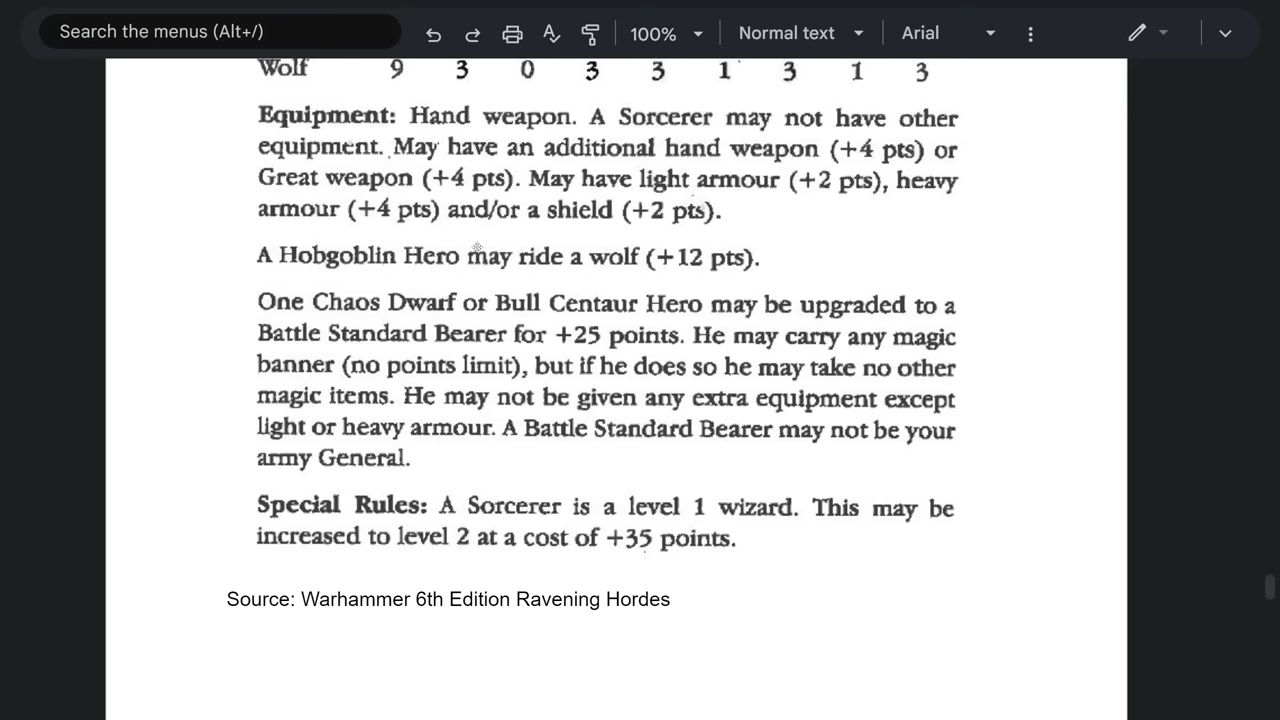 Search the menus (Alt+/)
100%
Normal text
Arial
Wolf 9 3 0 3 3 1 3 1 3
Equipment: Hand weapon. A Sorcerer may not have other
equipment. May have an additional hand weapon (+4 pts) or
Great weapon (+4 pts). May have light armour (+2 pts), heavy
armour (+4 pts) and/or a shield (+2 pts).
A Hobgoblin Hero may ride a wolf (+12 pts).
One Chaos Dwarf or Bull Centaur Hero may be upgraded to a
Battle Standard Bearer for +25 points. He may carry any magic
banner (no points limit), but if he does so he may take no other
magic items. He may not be given any extra equipment except
light or heavy armour. A Battle Standard Bearer may not be your
army General.
Special Rules: A Sorcerer is a level 1 wizard. This may be
increased to level 2 at a cost of +35 points.
Source: Warhammer 6th Edition Ravening Hordes